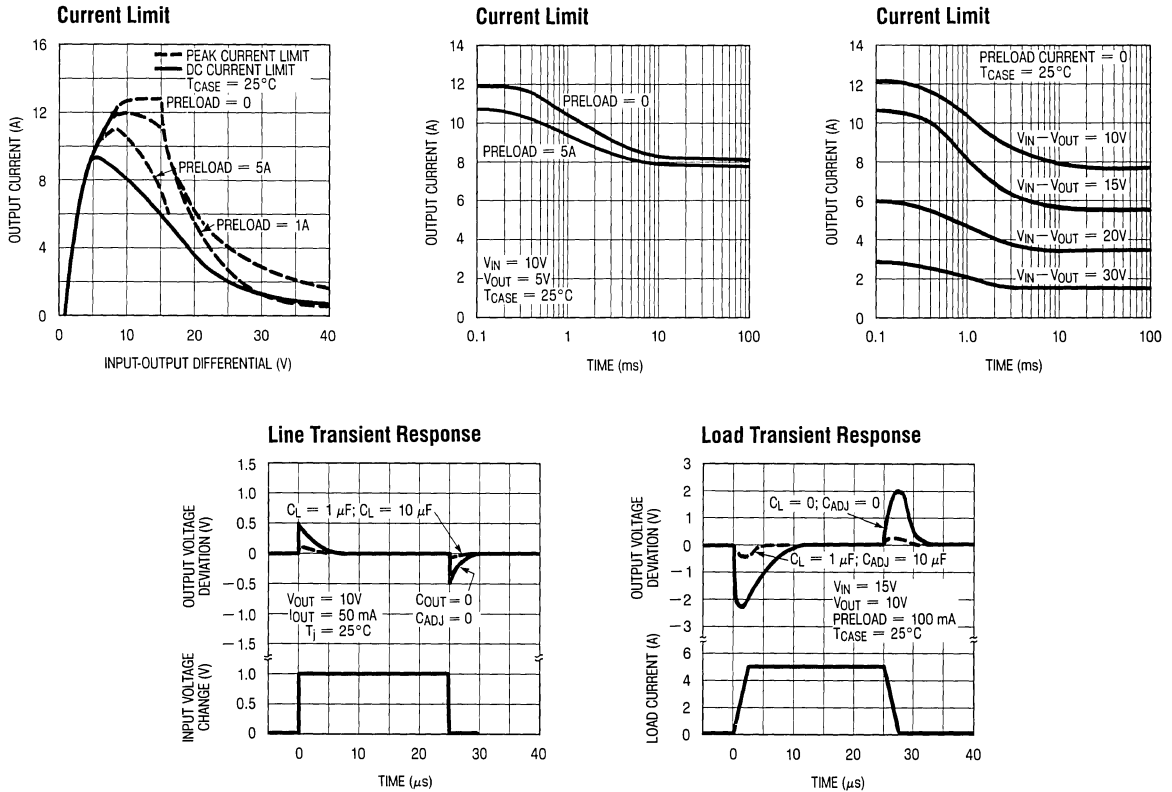 Current Limit
16
12
8
4
0
OUTPUT CURRENT (A)
PEAK CURRENT LIMIT
DC CURRENT LIMIT
TCASE = 25°C
PRELOAD = 0
PRELOAD = 5A
PRELOAD = 1A
0 10 20 30 40
INPUT-OUTPUT DIFFERENTIAL (V)
Current Limit
14
12
10
8
6
4
2
0
OUTPUT CURRENT (A)
PRELOAD = 0
PRELOAD = 5A
VIN = 10V
VOUT = 5V
TCASE = 25°C
0.1 1 10 100
TIME (ms)
Current Limit
14
12
10
8
6
4
2
0
OUTPUT CURRENT (A)
PRELOAD CURRENT = 0
TCASE = 25°C
VIN – VOUT = 10V
VIN – VOUT = 15V
VIN – VOUT = 20V
VIN – VOUT = 30V
0.1 1.0 10 100
TIME (ms)
Line Transient Response
1.5
1.0
0.5
0
– 0.5
– 1.0
– 1.5
OUTPUT VOLTAGE
DEVIATION (V)
CL = 1 µF; CL = 10 µF
VOUT = 10V
IOUT = 50 mA
Tj = 25°C
COUT = 0
CADJ = 0
1.0
0.5
0
INPUT VOLTAGE
CHANGE (V)
0 10 20 30 40
TIME (µs)
Load Transient Response
3
2
1
0
–1
–2
–3
OUTPUT VOLTAGE
DEVIATION (V)
CL = 0; CADJ = 0
CL = 1 µF; CADJ = 10 µF
VIN = 15V
VOUT = 10V
PRELOAD = 100 mA
TCASE = 25°C
6
4
2
0
LOAD CURRENT (A)
0 10 20 30 40
TIME (µs)